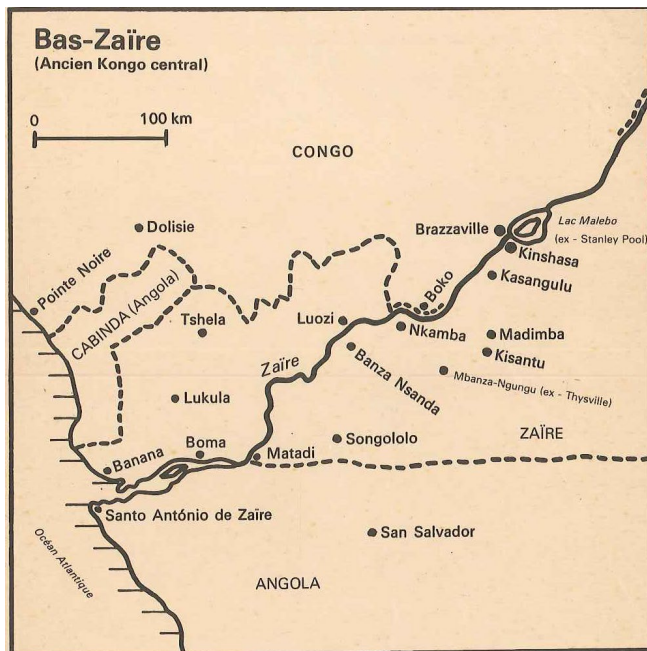 Bas-Zaïre
(Ancien Kongo central)
0 100 km
CONGO
Dolisie
Brazzaville
Lac Malebo
(ex - Stanley Pool)
Kinshasa
Kasangulu
Pointe Noire
CABINDA (Angola)
Tshela
Luozi
Boko
Nkamba
Madimba
Kisantu
Zaïre
Banza Nsanda
Mbanza-Ngungu (ex - Thysville)
Lukula
Banana
Boma
Matadi
Songololo
ZAÏRE
Santo António de Zaïre
Océan Atlantique
San Salvador
ANGOLA